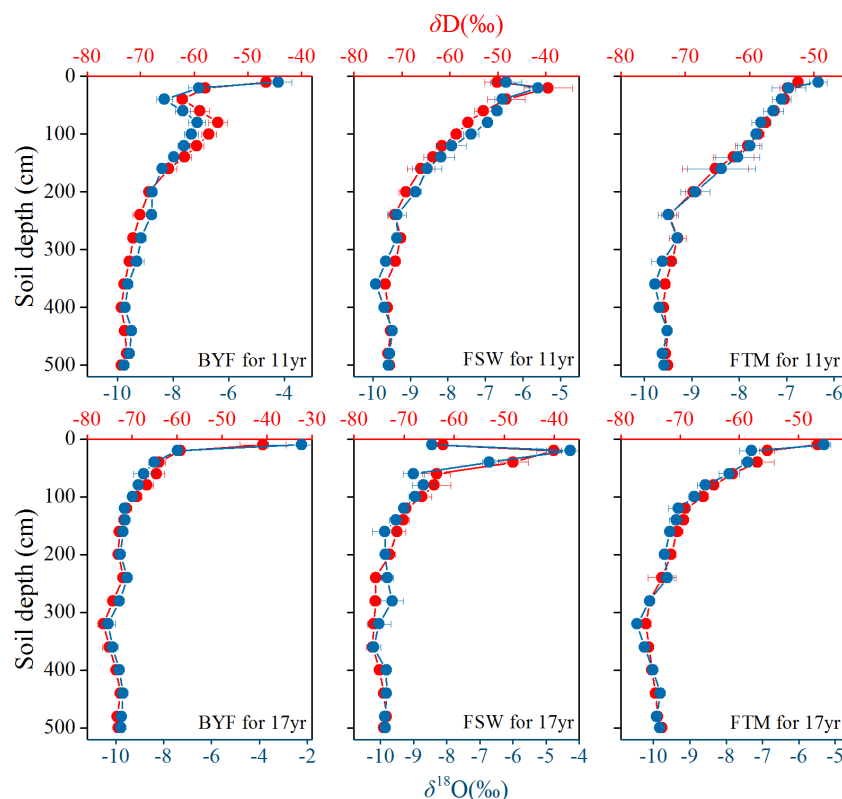 δD(‰)
-80 -70 -60 -50 -40
-80 -70 -60 -50 -40
-80 -70 -60 -50
0
100
200
300
400
500
Soil depth (cm)
BYF for 11yr
FSW for 11yr
FTM for 11yr
-10 -8 -6 -4
-10 -9 -8 -7 -6 -5 -4
-10 -9 -8 -7 -6
-80 -70 -60 -50 -40 -30
-80 -70 -60 -50 -40
-80 -70 -60 -50
0
100
200
300
400
500
Soil depth (cm)
BYF for 17yr
FSW for 17yr
FTM for 17yr
-10 -8 -6 -4 -2
-10 -9 -8 -7 -6 -5 -4
-10 -9 -8 -7 -6 -5
δ¹⁸O(‰)